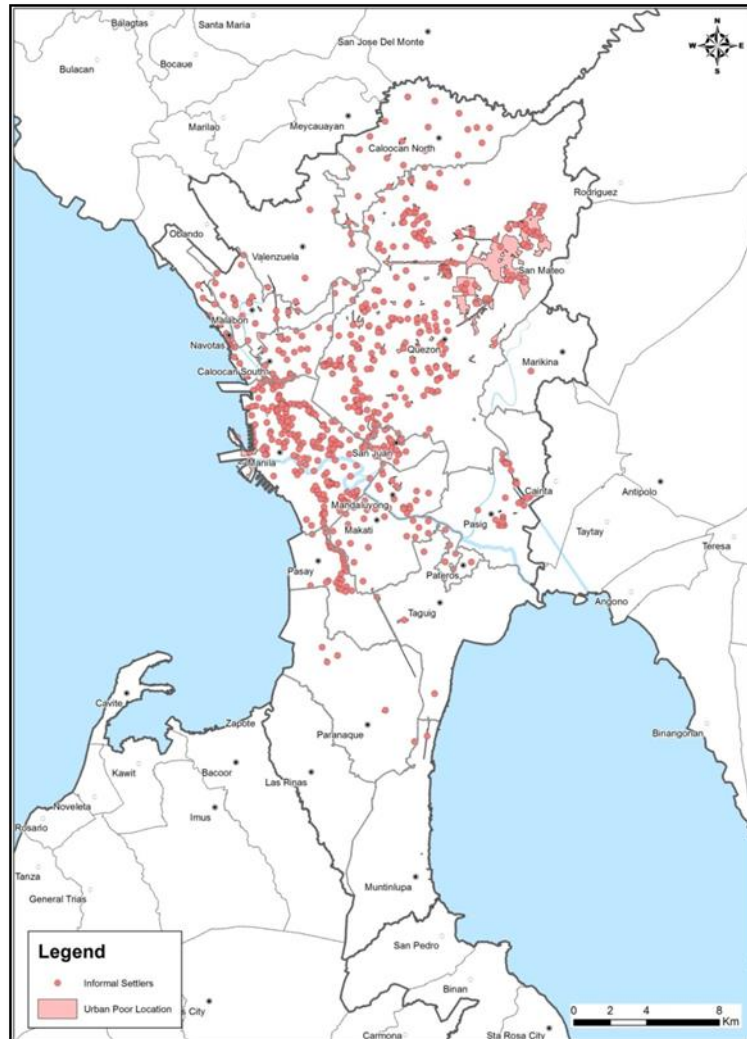 Balagtas
Santa Maria
San Jose Del Monte
N
W E
S
Bulacan
Bocaue
Marilao
Meycauayan
Caloocan North
Rodriguez
Obando
Valenzuela
San Mateo
Malabon
Navotas
Quezon
Marikina
Caloocan South
San Juan
Manila
Cainta
Antipolo
Mandaluyong
Pasig
Makati
Taytay
Teresa
Pasay
Pateros
Angono
Taguig
Cavite
Zapote
Paranaque
Binangonan
Kawit
Bacoor
Las Pinas
Noveleta
Imus
Rosario
Tanza
General Trias
Muntinlupa
San Pedro
Legend
Informal Settlers
Urban Poor Location
City
Binan
Carmona
Sta Rosa City
0 2 4 8
Km